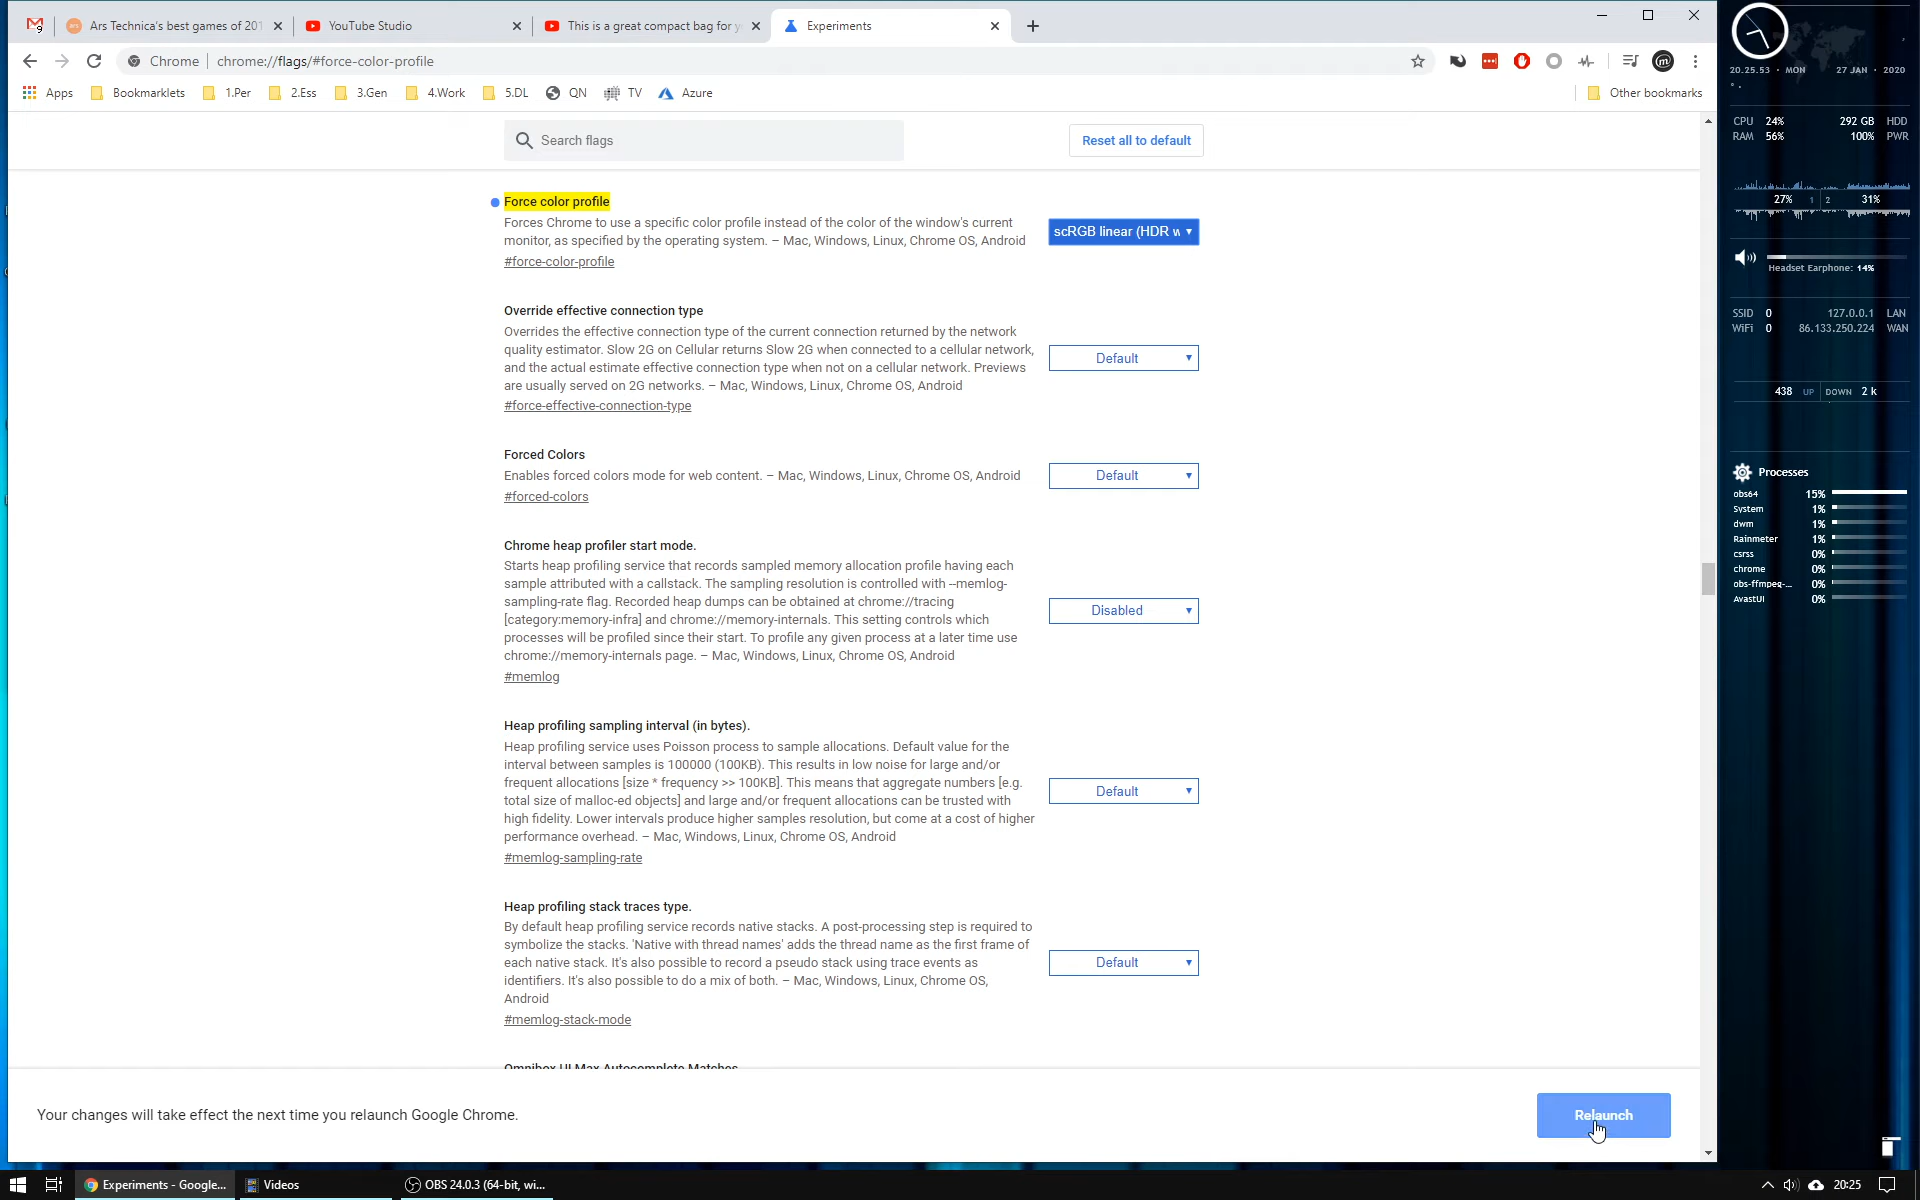 Ars Technica's best games of 201
YouTube Studio
This is a great compact bag for y
Experiments
Chrome | chrome://flags/#force-color-profile
Apps
Bookmarklets
1.Per
2.Ess
3.Gen
4.Work
5.DL
QN
TV
Azure
Other bookmarks
Search flags
Reset all to default
Force color profile
Forces Chrome to use a specific color profile instead of the color of the window's current
monitor, as specified by the operating system. – Mac, Windows, Linux, Chrome OS, Android
#force-color-profile
scRGB linear (HDR w
Override effective connection type
Overrides the effective connection type of the current connection returned by the network
quality estimator. Slow 2G on Cellular returns Slow 2G when connected to a cellular network,
and the actual estimate effective connection type when not on a cellular network. Previews
are usually served on 2G networks. – Mac, Windows, Linux, Chrome OS, Android
#force-effective-connection-type
Default
Forced Colors
Enables forced colors mode for web content. – Mac, Windows, Linux, Chrome OS, Android
#forced-colors
Default
Chrome heap profiler start mode.
Starts heap profiling service that records sampled memory allocation profile having each
sample attributed with a callstack. The sampling resolution is controlled with --memlog-
sampling-rate flag. Recorded heap dumps can be obtained at chrome://tracing
[category:memory-infra] and chrome://memory-internals. This setting controls which
processes will be profiled since their start. To profile any given process at a later time use
chrome://memory-internals page. – Mac, Windows, Linux, Chrome OS, Android
#memlog
Disabled
Heap profiling sampling interval (in bytes).
Heap profiling service uses Poisson process to sample allocations. Default value for the
interval between samples is 100000 (100KB). This results in low noise for large and/or
frequent allocations [size * frequency >> 100KB]. This means that aggregate numbers [e.g.
total size of malloc-ed objects] and large and/or frequent allocations can be trusted with
high fidelity. Lower intervals produce higher samples resolution, but come at a cost of higher
performance overhead. – Mac, Windows, Linux, Chrome OS, Android
#memlog-sampling-rate
Default
Heap profiling stack traces type.
By default heap profiling service records native stacks. A post-processing step is required to
symbolize the stacks. 'Native with thread names' adds the thread name as the first frame of
each native stack. It's also possible to record a pseudo stack using trace events as
identifiers. It's also possible to do a mix of both. – Mac, Windows, Linux, Chrome OS,
Android
#memlog-stack-mode
Default
Omnibox UI Max Autocomplete Matches
Your changes will take effect the next time you relaunch Google Chrome.
Relaunch
20.25.53 · MON
27 JAN · 2020
CPU 24% 292 GB HDD
RAM 56% 100% PWR
27% 1 2 31%
Headset Earphone: 14%
SSID 0 127.0.0.1 LAN
WiFi 0 86.133.250.224 WAN
438 UP DOWN 2 k
Processes
obs64 15%
System 1%
dwm 1%
Rainmeter 1%
csrss 0%
chrome 0%
obs-ffmpeg-... 0%
AvastUI 0%
Experiments - Google...
Videos
OBS 24.0.3 (64-bit, wi...
20:25